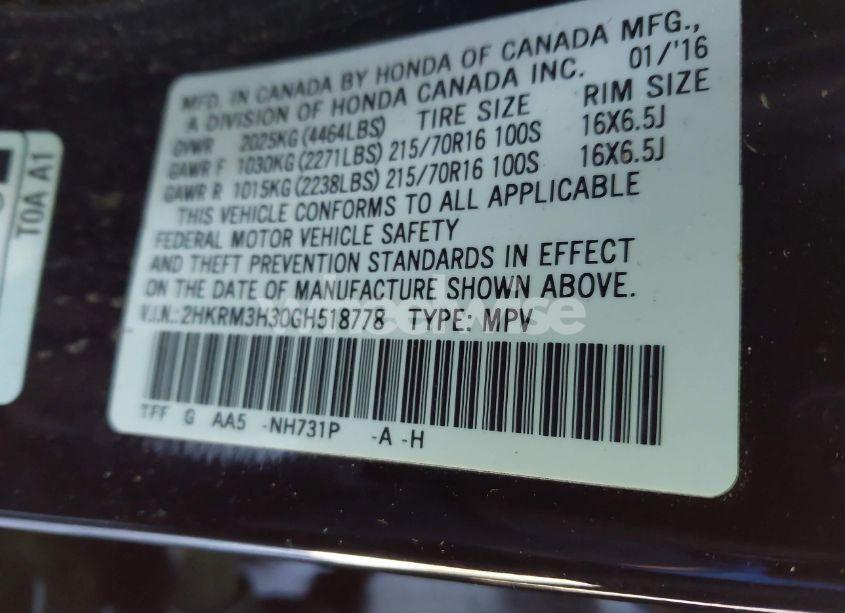 MFD. IN CANADA BY HONDA OF CANADA MFG.,
A DIVISION OF HONDA CANADA INC. 01/'16
GVWR 2025KG (4464LBS) TIRE SIZE RIM SIZE
GAWR F 1030KG (2271LBS) 215/70R16 100S 16X6.5J
GAWR R 1015KG (2238LBS) 215/70R16 100S 16X6.5J
THIS VEHICLE CONFORMS TO ALL APPLICABLE
FEDERAL MOTOR VEHICLE SAFETY
AND THEFT PREVENTION STANDARDS IN EFFECT
ON THE DATE OF MANUFACTURE SHOWN ABOVE.
V.I.N.: 2HKRM3H30GH518778 TYPE: MPV
TFF G AA5 -NH731P -A -H
TOA A1
wheelwise